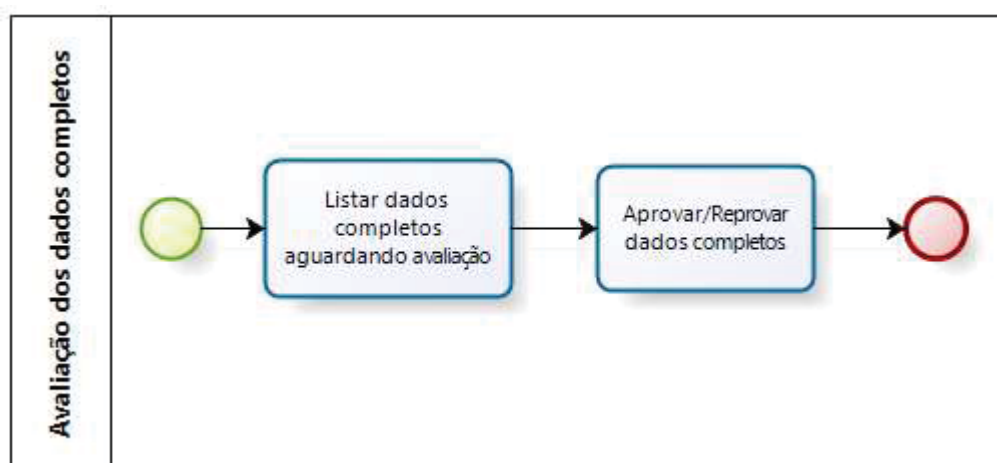 Avaliação dos dados completos
Listar dados
completos
aguardando avaliação
Aprovar/Reprovar
dados completos